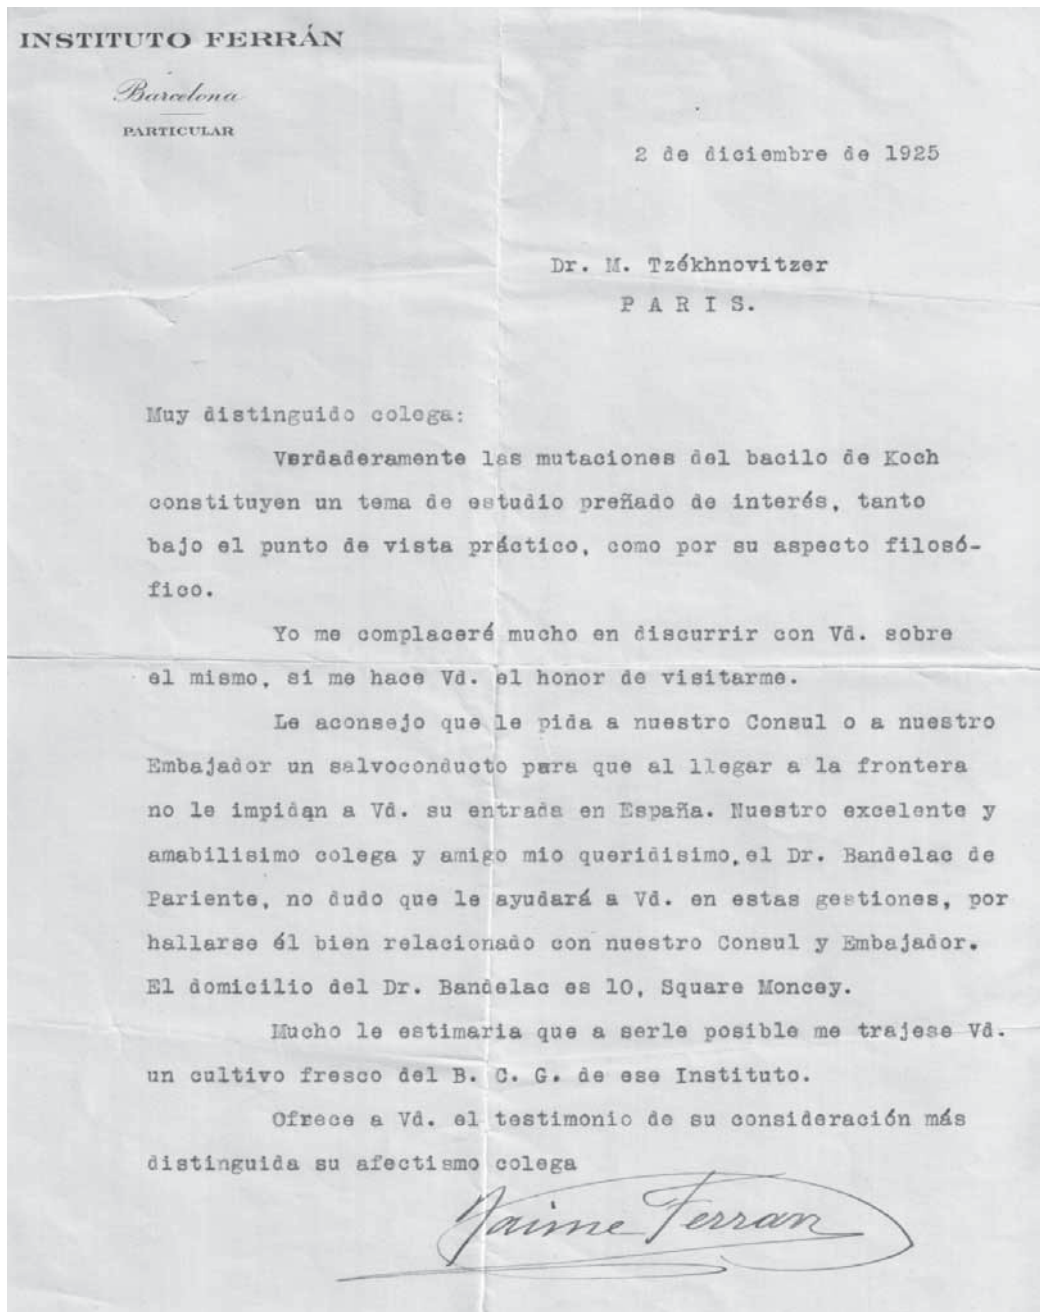 INSTITUTO FERRÁN
Barcelona
PARTICULAR
2 de diciembre de 1925
Dr. M. Tzékhnovitzer
P A R I S.
Muy distinguido colega:
Verdaderamente las mutaciones del bacilo de Koch
constituyen un tema de estudio preñado de interés, tanto
bajo el punto de vista práctico, como por su aspecto filosó-
fico.
Yo me complaceré mucho en discurrir con Vd. sobre
el mismo, si me hace Vd. el honor de visitarme.
Le aconsejo que le pida a nuestro Consul o a nuestro
Embajador un salvoconducto para que al llegar a la frontera
no le impidan a Vd. su entrada en España. Nuestro excelente y
amabilisimo colega y amigo mio queridisimo,el Dr. Bandelac de
Pariente, no dudo que le ayudará a Vd. en estas gestiones, por
hallarse él bien relacionado con nuestro Consul y Embajador.
El domicilio del Dr. Bandelac es 10, Square Moncey.
Mucho le estimaria que a serle posible me trajese Vd.
un cultivo fresco del B. C. G. de ese Instituto.
Ofrece a Vd. el testimonio de su consideración más
distinguida su afectismo colega
Jaime Ferran